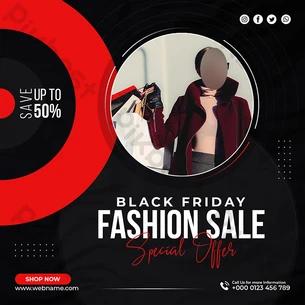 SAVE
UP TO
50%
BLACK FRIDAY
FASHION SALE
Special Offer
SHOP NOW
www.webname.com
Call Us for More Information
+000 0123 456 789